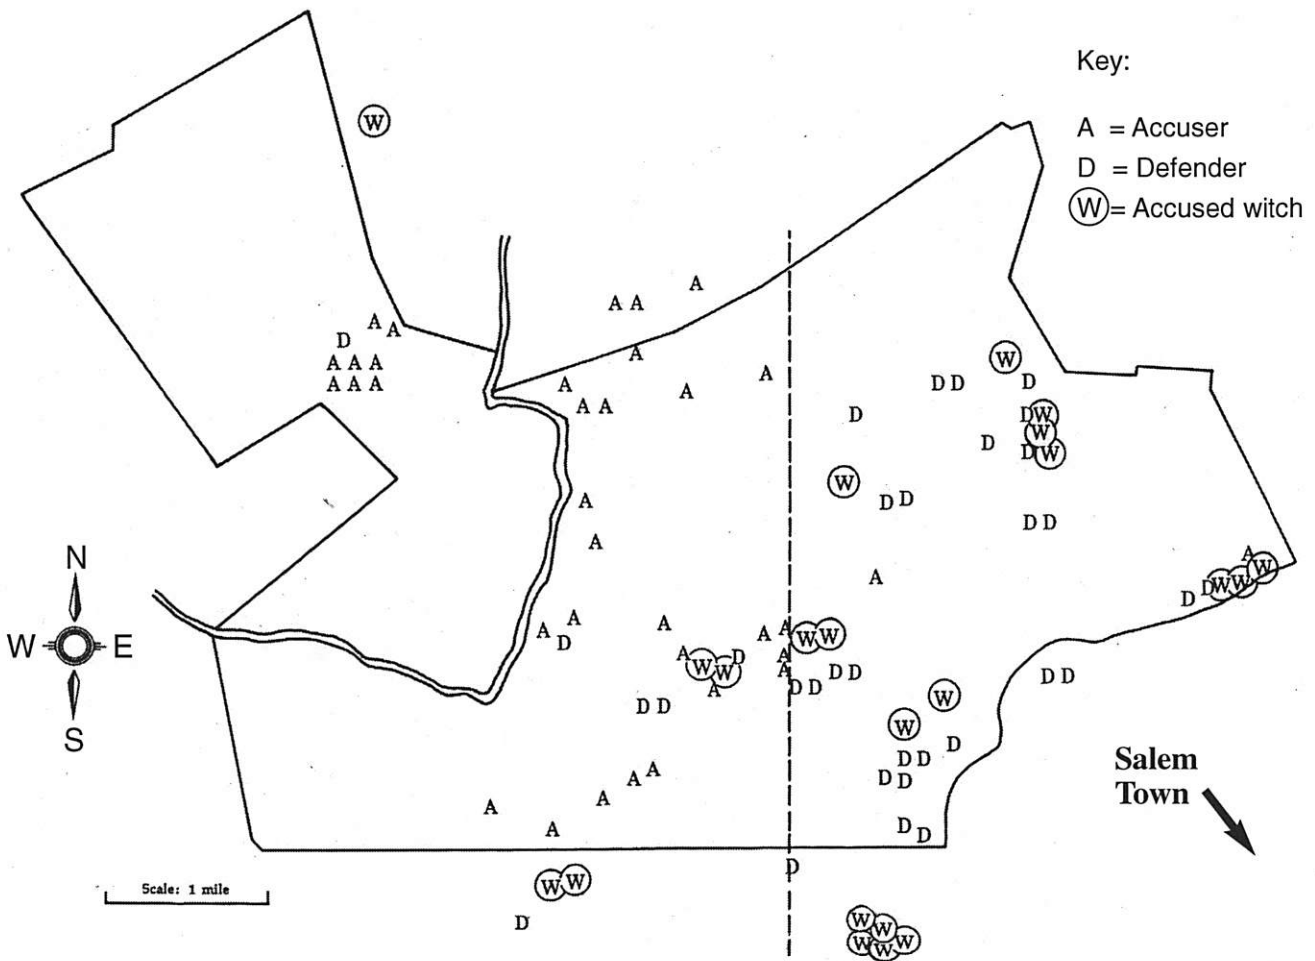 Key:
A = Accuser
W
D = Defender
W = Accused witch
A
A A
A A
D
A W
A A A
A
A A A A D D D
A
A A
D D W
W
D D W
W
A D D
D D
A
A
N
W
A
D W W
D
A
A A A A W W
W E D
A D A
W W A D D D D
A D D W
D D
W
S D
Salem
D D
A
A D D
Town
A
A
D D
A
D
W W
Scale: 1 mile
D
W W
W W W